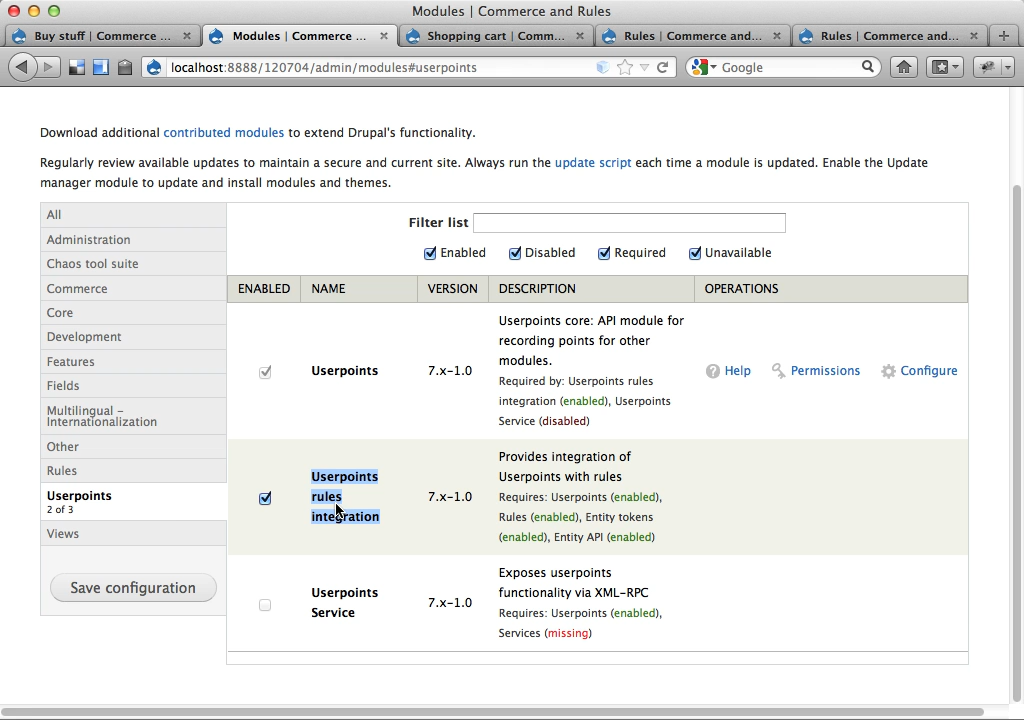 Modules | Commerce and Rules
Buy stuff | Commerce ...
Modules | Commerce ...
Shopping cart | Comm...
Rules | Commerce and...
Rules | Commerce and...
localhost:8888/120704/admin/modules#userpoints
Google
Download additional contributed modules to extend Drupal's functionality.
Regularly review available updates to maintain a secure and current site. Always run the update script each time a module is updated. Enable the Update
manager module to update and install modules and themes.
All
Administration
Chaos tool suite
Commerce
Core
Development
Features
Fields
Multilingual –
Internationalization
Other
Rules
Userpoints
2 of 3
Views
Save configuration
Filter list
Enabled Disabled Required Unavailable
ENABLED NAME VERSION DESCRIPTION OPERATIONS
Userpoints
7.x-1.0
Userpoints core: API module for
recording points for other
modules.
Required by: Userpoints rules
integration (enabled), Userpoints
Service (disabled)
Help Permissions Configure
Userpoints
rules
integration
7.x-1.0
Provides integration of
Userpoints with rules
Requires: Userpoints (enabled),
Rules (enabled), Entity tokens
(enabled), Entity API (enabled)
Userpoints
Service
7.x-1.0
Exposes userpoints
functionality via XML-RPC
Requires: Userpoints (enabled),
Services (missing)